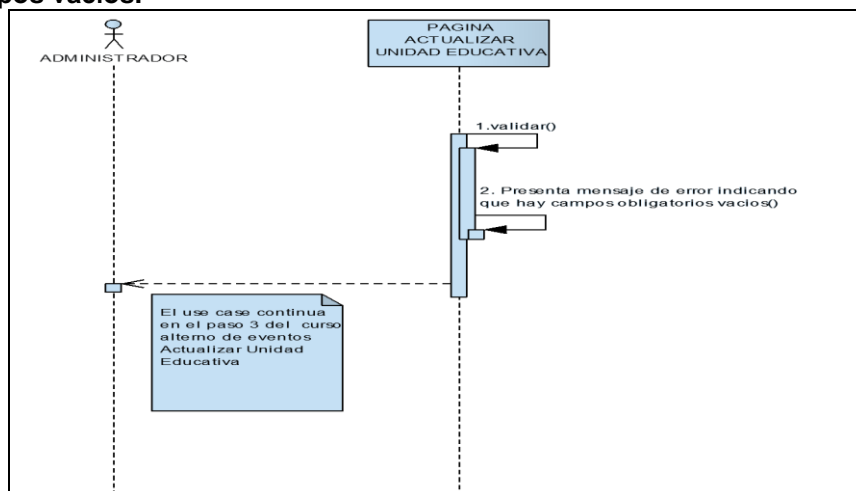 pos vacios.
ADMINISTRADOR
PAGINA
ACTUALIZAR
UNIDAD EDUCATIVA
1.validar()
2. Presenta mensaje de error indicando
que hay campos obligatorios vacios()
El use case continua
en el paso 3 del curso
alterno de eventos
Actualizar Unidad
Educativa